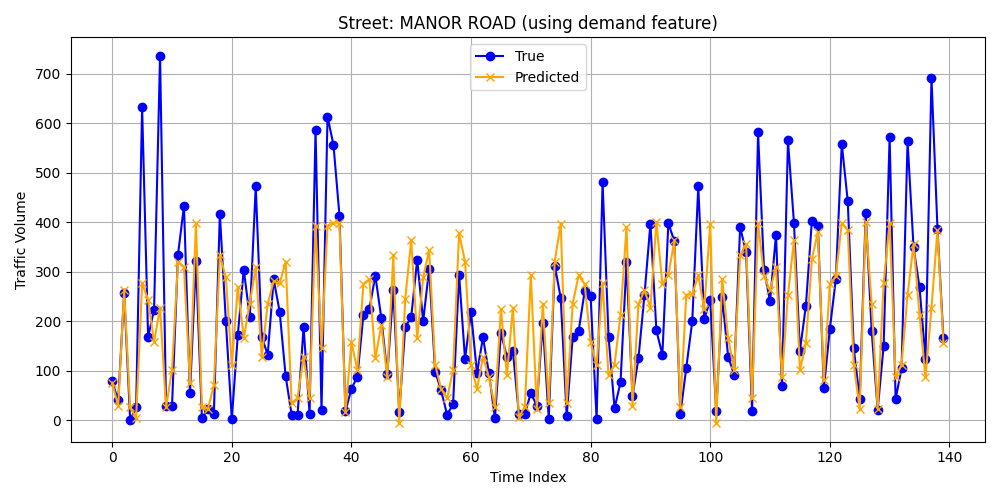 Street: MANOR ROAD (using demand feature)
True
Predicted
Traffic Volume
700
600
500
400
300
200
100
0
0 20 40 60 80 100 120 140
Time Index